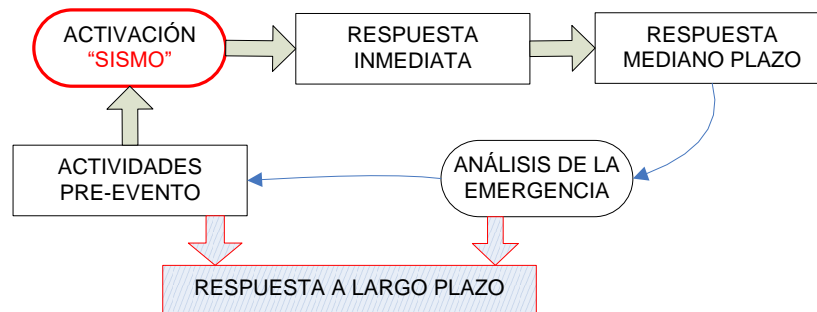 ACTIVACIÓN
“SISMO”
RESPUESTA
INMEDIATA
RESPUESTA
MEDIANO PLAZO
ACTIVIDADES
PRE-EVENTO
ANÁLISIS DE LA
EMERGENCIA
RESPUESTA A LARGO PLAZO